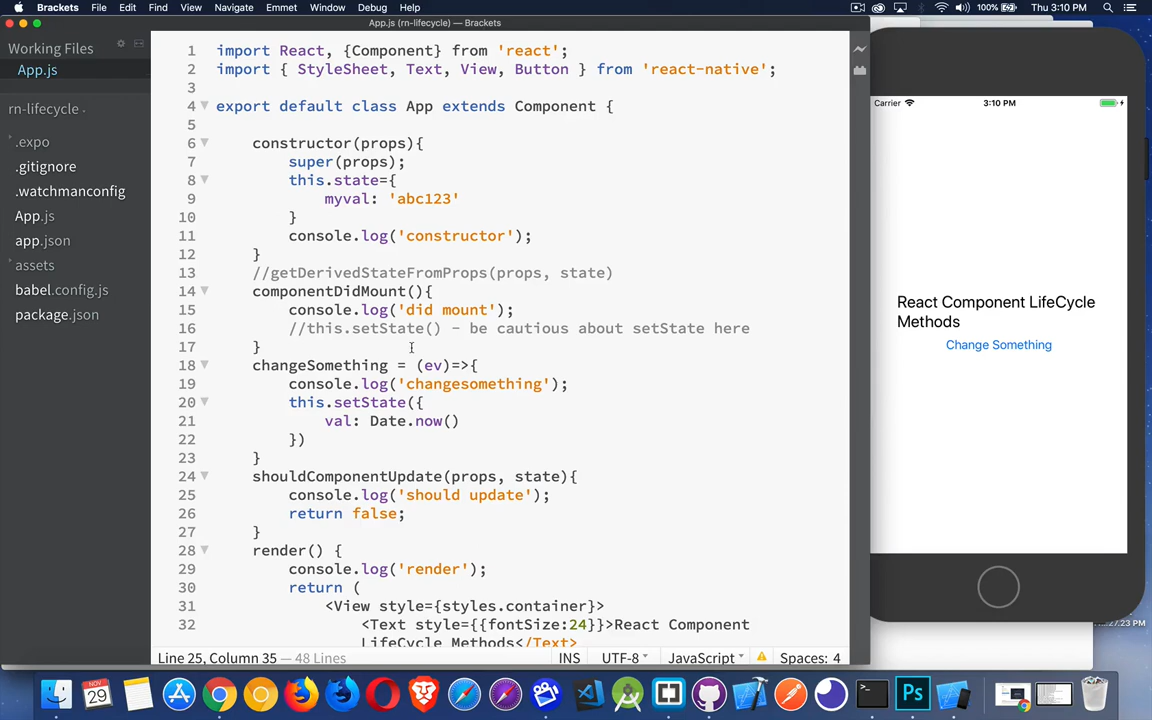 Brackets File Edit Find View Navigate Emmet Window Debug Help 100% Thu 3:10 PM
App.js (rn-lifecycle) — Brackets
Working Files
App.js
rn-lifecycle
.expo
.gitignore
.watchmanconfig
App.js
app.json
assets
babel.config.js
package.json
1 import React, {Component} from 'react';
2 import { StyleSheet, Text, View, Button } from 'react-native';
3
4 export default class App extends Component {
5
6 constructor(props){
7 super(props);
8 this.state={
9 myval: 'abc123'
10 }
11 console.log('constructor');
12 }
13 //getDerivedStateFromProps(props, state)
14 componentDidMount(){
15 console.log('did mount');
16 //this.setState() - be cautious about setState here
17 }
18 changeSomething = (ev)=>{
19 console.log('changesomething');
20 this.setState({
21 val: Date.now()
22 })
23 }
24 shouldComponentUpdate(props, state){
25 console.log('should update');
26 return false;
27 }
28 render() {
29 console.log('render');
30 return (
31 <View style={styles.container}>
32 <Text style={{fontSize:24}}>React Component
LifeCycle Methods</Text>
Line 25, Column 35 — 48 Lines
INS UTF-8 JavaScript Spaces: 4
Carrier 3:10 PM
React Component LifeCycle
Methods
Change Something
27.23 PM
NOV
29
Ps